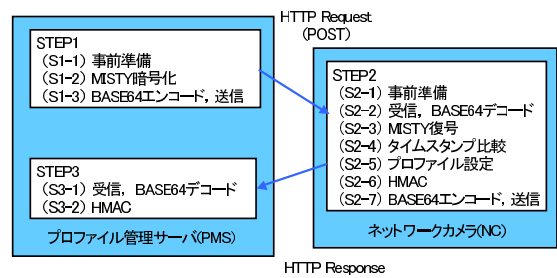 HTTP Request
(POST)
STEP1
(S1-1) 事前準備
(S1-2) MISTY暗号化
(S1-3) BASE64エンコード, 送信
STEP2
(S2-1) 事前準備
(S2-2) 受信, BASE64デコード
(S2-3) MISTY復号
(S2-4) タイムスタンプ比較
(S2-5) プロファイル設定
(S2-6) HMAC
(S2-7) BASE64エンコード, 送信
STEP3
(S3-1) 受信, BASE64デコード
(S3-2) HMAC
プロファイル管理サーバ(PMS)
ネットワークカメラ(NC)
HTTP Response